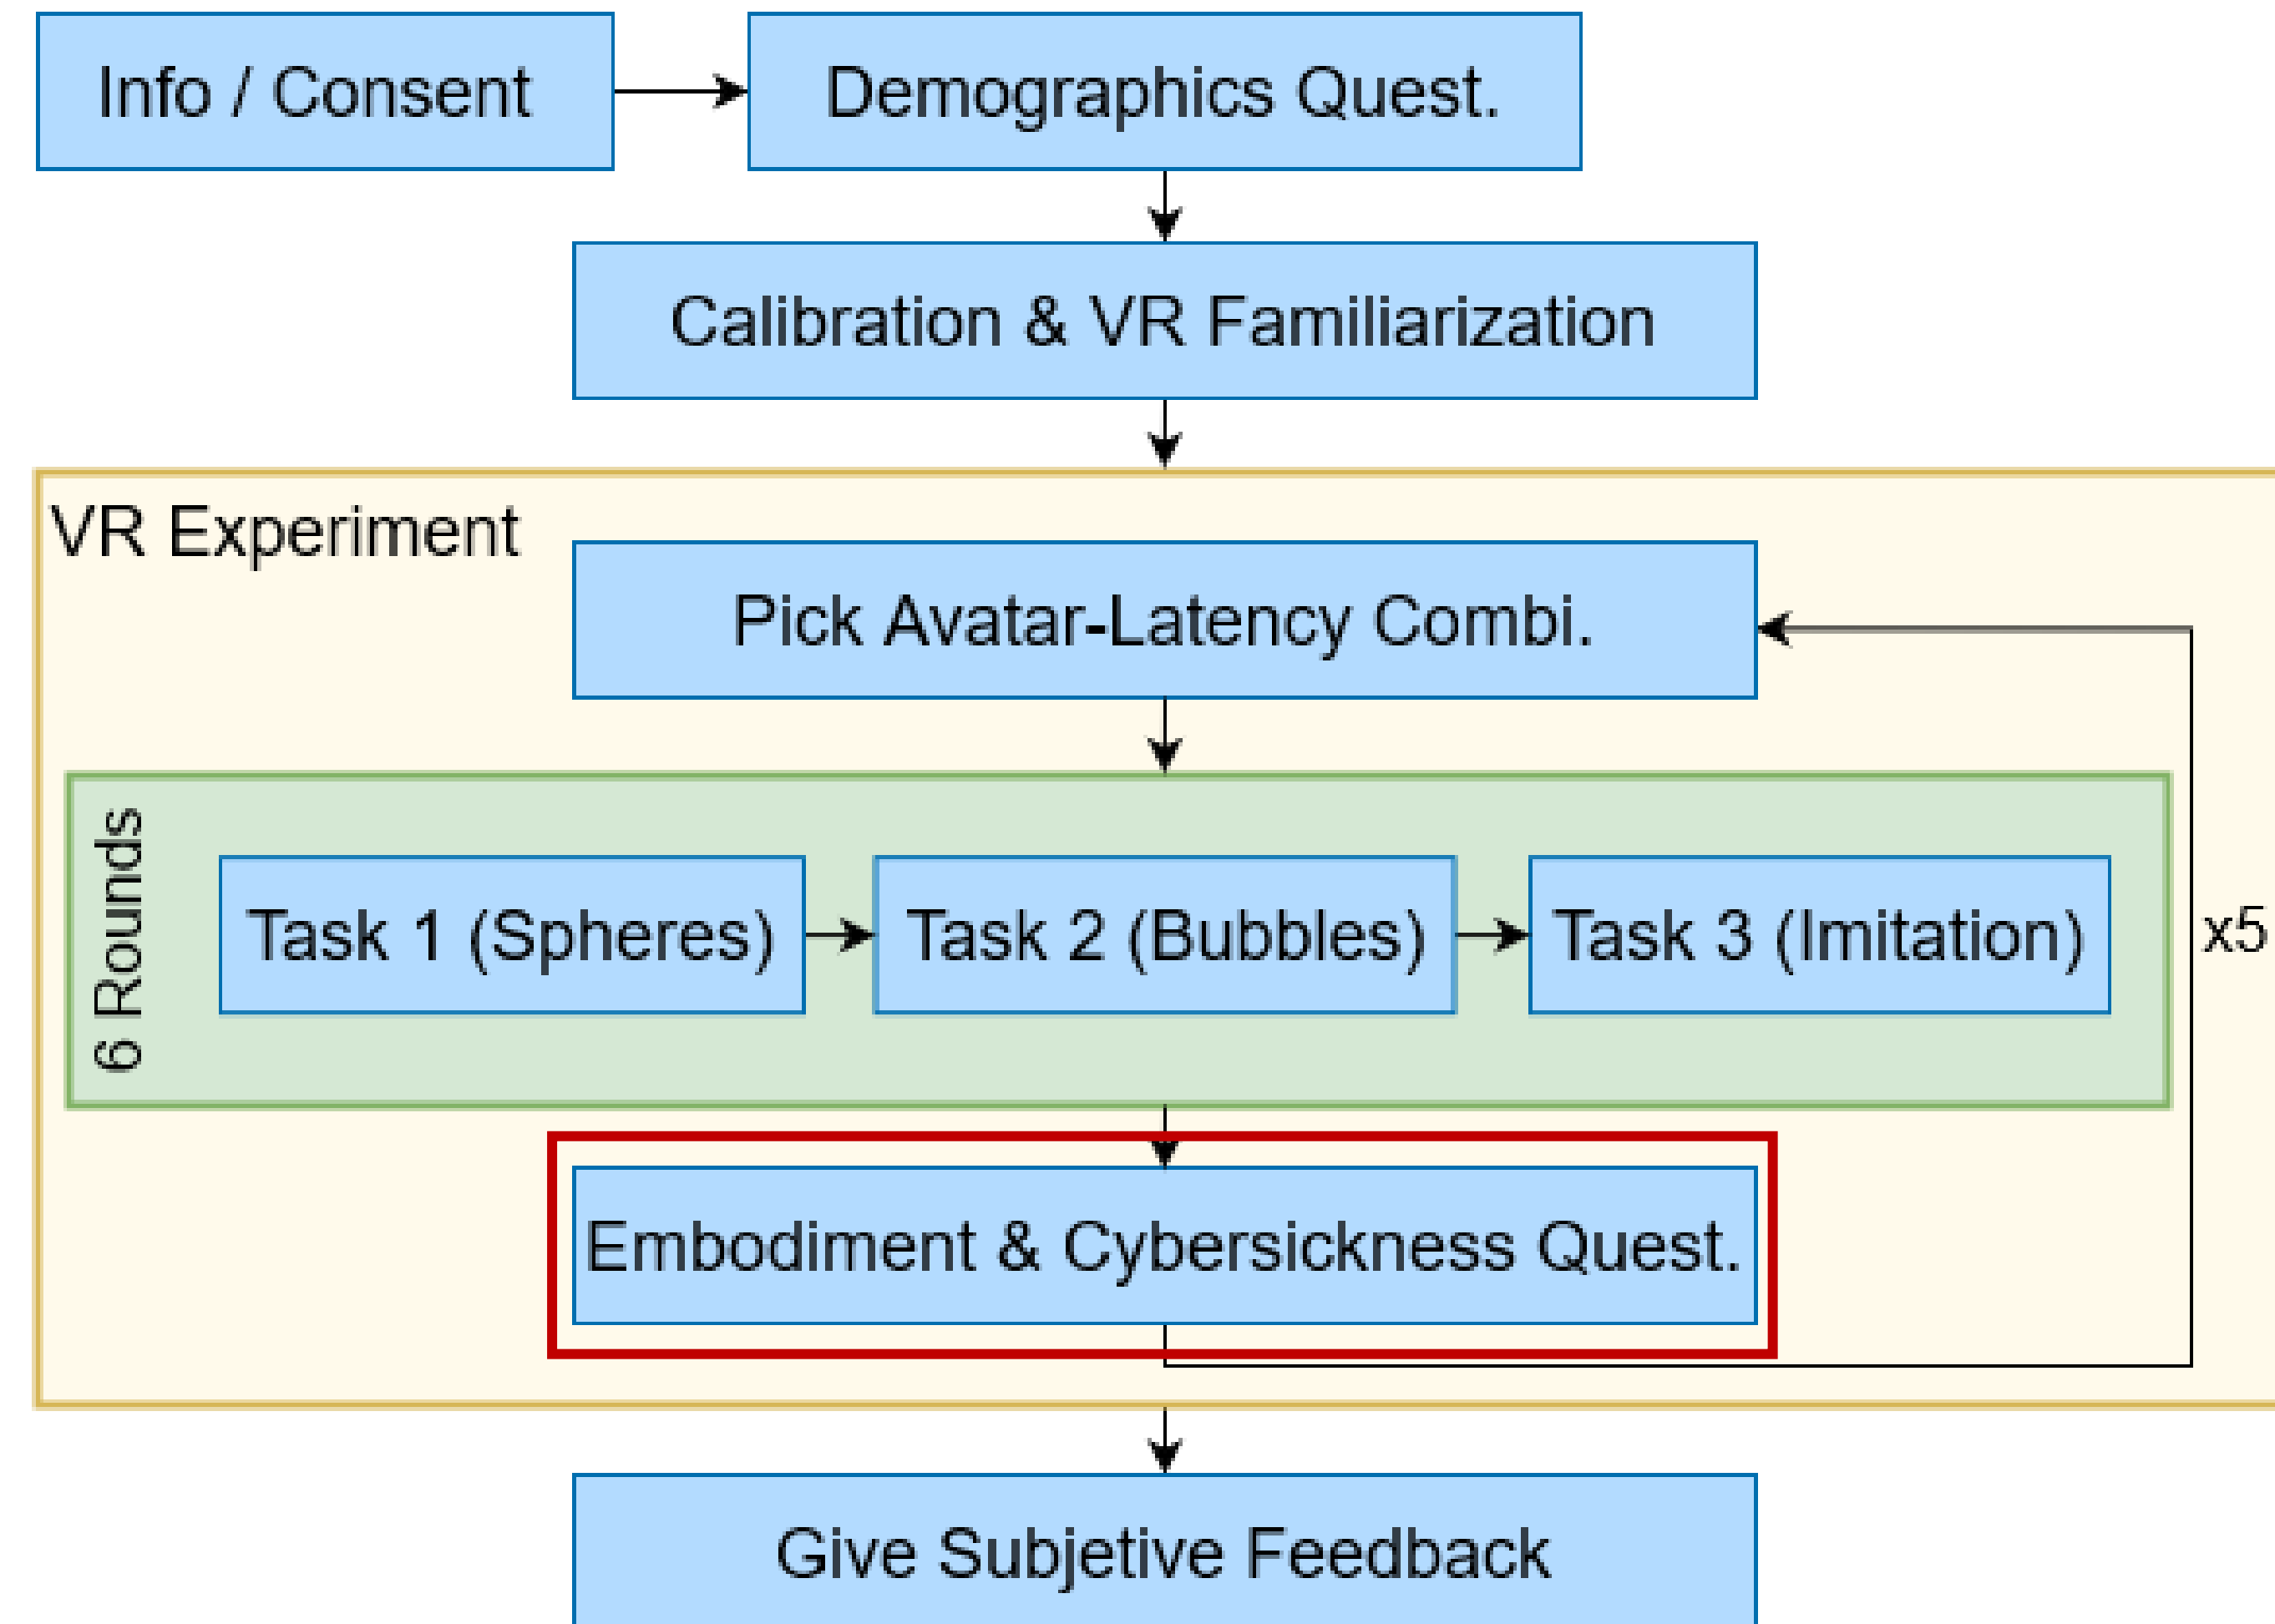 Info / Consent
Demographics Quest.
Calibration & VR Familiarization
VR Experiment
Pick Avatar-Latency Combi.
6 Rounds
Task 1 (Spheres)
Task 2 (Bubbles)
Task 3 (Imitation)
x5
Embodiment & Cybersickness Quest.
Give Subjetive Feedback